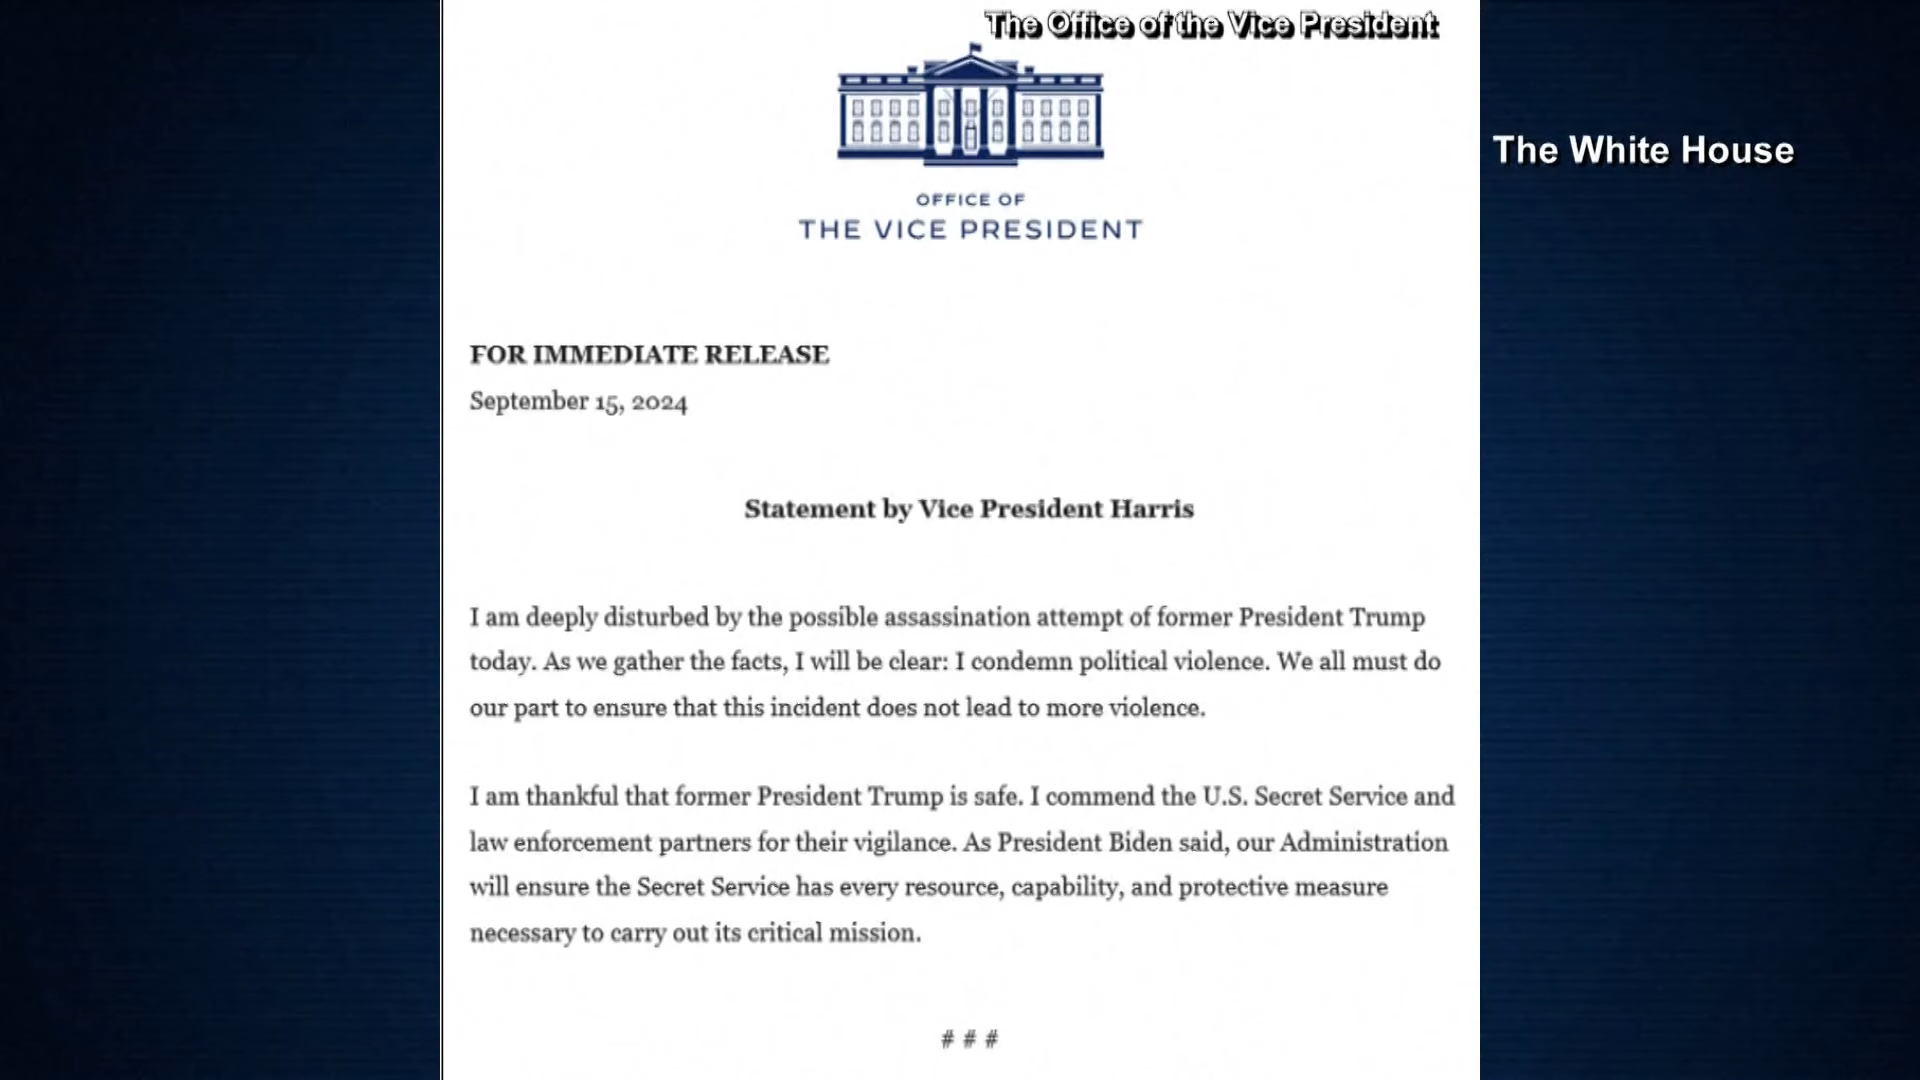 The Office of the Vice President
The White House
OFFICE OF
THE VICE PRESIDENT
FOR IMMEDIATE RELEASE
September 15, 2024
Statement by Vice President Harris
I am deeply disturbed by the possible assassination attempt of former President Trump
today. As we gather the facts, I will be clear: I condemn political violence. We all must do
our part to ensure that this incident does not lead to more violence.
I am thankful that former President Trump is safe. I commend the U.S. Secret Service and
law enforcement partners for their vigilance. As President Biden said, our Administration
will ensure the Secret Service has every resource, capability, and protective measure
necessary to carry out its critical mission.
# # #